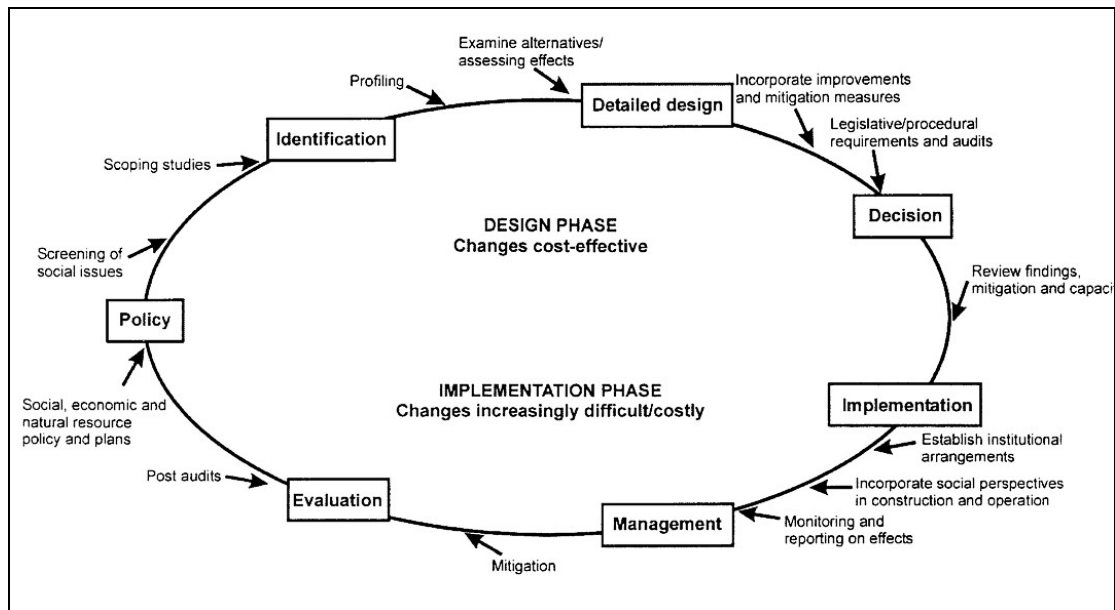 Examine alternatives/
assessing effects
Profiling
Detailed design
Incorporate improvements
and mitigation measures
Identification
Legislative/procedural
requirements and audits
Scoping studies
Decision
DESIGN PHASE
Changes cost-effective
Screening of
social issues
Review findings,
mitigation and capaci
Policy
IMPLEMENTATION PHASE
Changes increasingly difficult/costly
Implementation
Social, economic and
natural resource
policy and plans
Establish institutional
arrangements
Post audits
Evaluation
Incorporate social perspectives
in construction and operation
Management
Monitoring and
reporting on effects
Mitigation